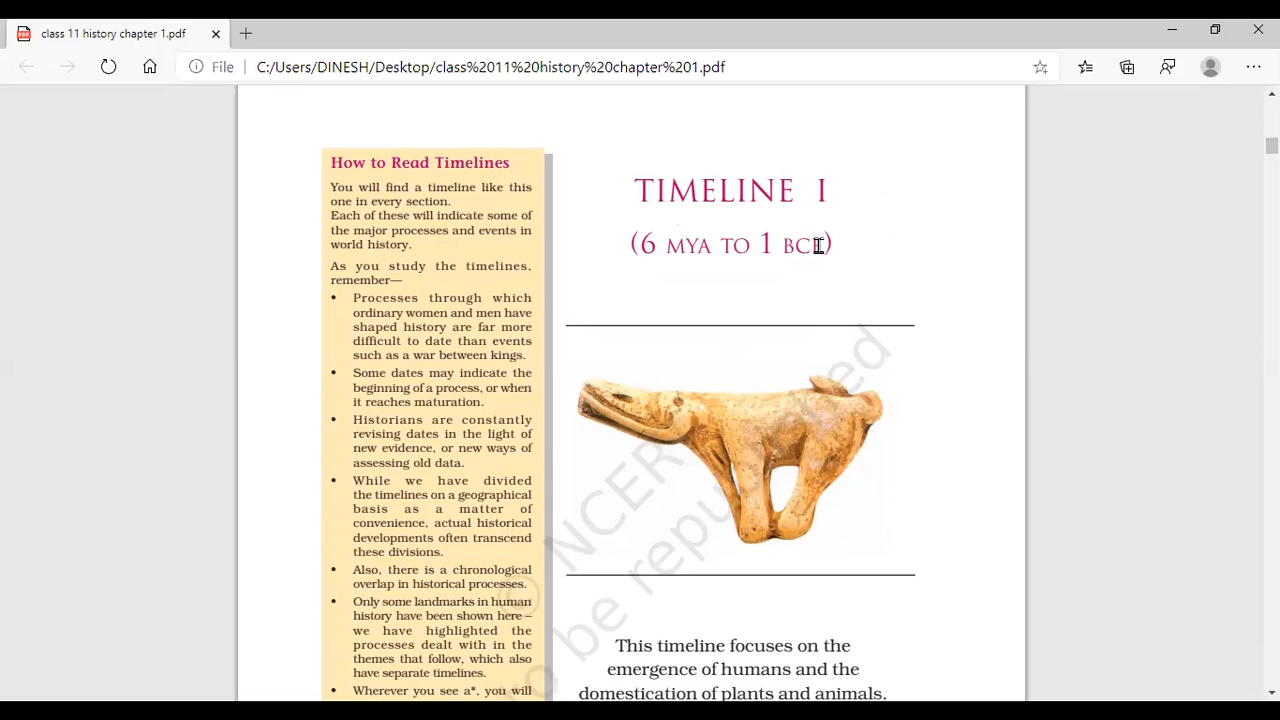 class 11 history chapter 1.pdf
File
C:/Users/DINESH/Desktop/class%2011%20history%20chapter%201.pdf
How to Read Timelines
You will find a timeline like this
one in every section.
Each of these will indicate some of
the major processes and events in
world history.
As you study the timelines,
remember—
• Processes through which
ordinary women and men have
shaped history are far more
difficult to date than events
such as a war between kings.
• Some dates may indicate the
beginning of a process, or when
it reaches maturation.
• Historians are constantly
revising dates in the light of
new evidence, or new ways of
assessing old data.
• While we have divided
the timelines on a geographical
basis as a matter of
convenience, actual historical
developments often transcend
these divisions.
• Also, there is a chronological
overlap in historical processes.
• Only some landmarks in human
history have been shown here –
we have highlighted the
processes dealt with in the
themes that follow, which also
have separate timelines.
• Wherever you see a*, you will
TIMELINE I
(6 MYA TO 1 BCE)
This timeline focuses on the
emergence of humans and the
domestication of plants and animals.
© NCERT
to be republished